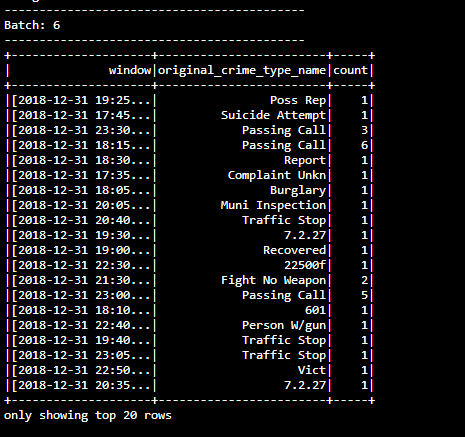 -------------------------------------------
Batch: 6
-------------------------------------------
+--------------------+------------------------+-----+
|              window|original_crime_type_name|count|
+--------------------+------------------------+-----+
|[2018-12-31 19:25...|                Poss Rep|    1|
|[2018-12-31 17:45...|         Suicide Attempt|    1|
|[2018-12-31 23:30...|            Passing Call|    3|
|[2018-12-31 18:15...|            Passing Call|    6|
|[2018-12-31 18:30...|                  Report|    1|
|[2018-12-31 17:35...|          Complaint Unkn|    1|
|[2018-12-31 18:05...|                Burglary|    1|
|[2018-12-31 20:05...|         Muni Inspection|    1|
|[2018-12-31 20:40...|            Traffic Stop|    1|
|[2018-12-31 19:30...|                  7.2.27|    1|
|[2018-12-31 19:00...|               Recovered|    1|
|[2018-12-31 22:30...|                  22500f|    1|
|[2018-12-31 21:30...|         Fight No Weapon|    2|
|[2018-12-31 23:00...|            Passing Call|    5|
|[2018-12-31 18:10...|                     601|    1|
|[2018-12-31 22:40...|            Person W/gun|    1|
|[2018-12-31 19:40...|            Traffic Stop|    1|
|[2018-12-31 23:05...|            Traffic Stop|    1|
|[2018-12-31 22:50...|                    Vict|    1|
|[2018-12-31 20:35...|                  7.2.27|    1|
+--------------------+------------------------+-----+
only showing top 20 rows